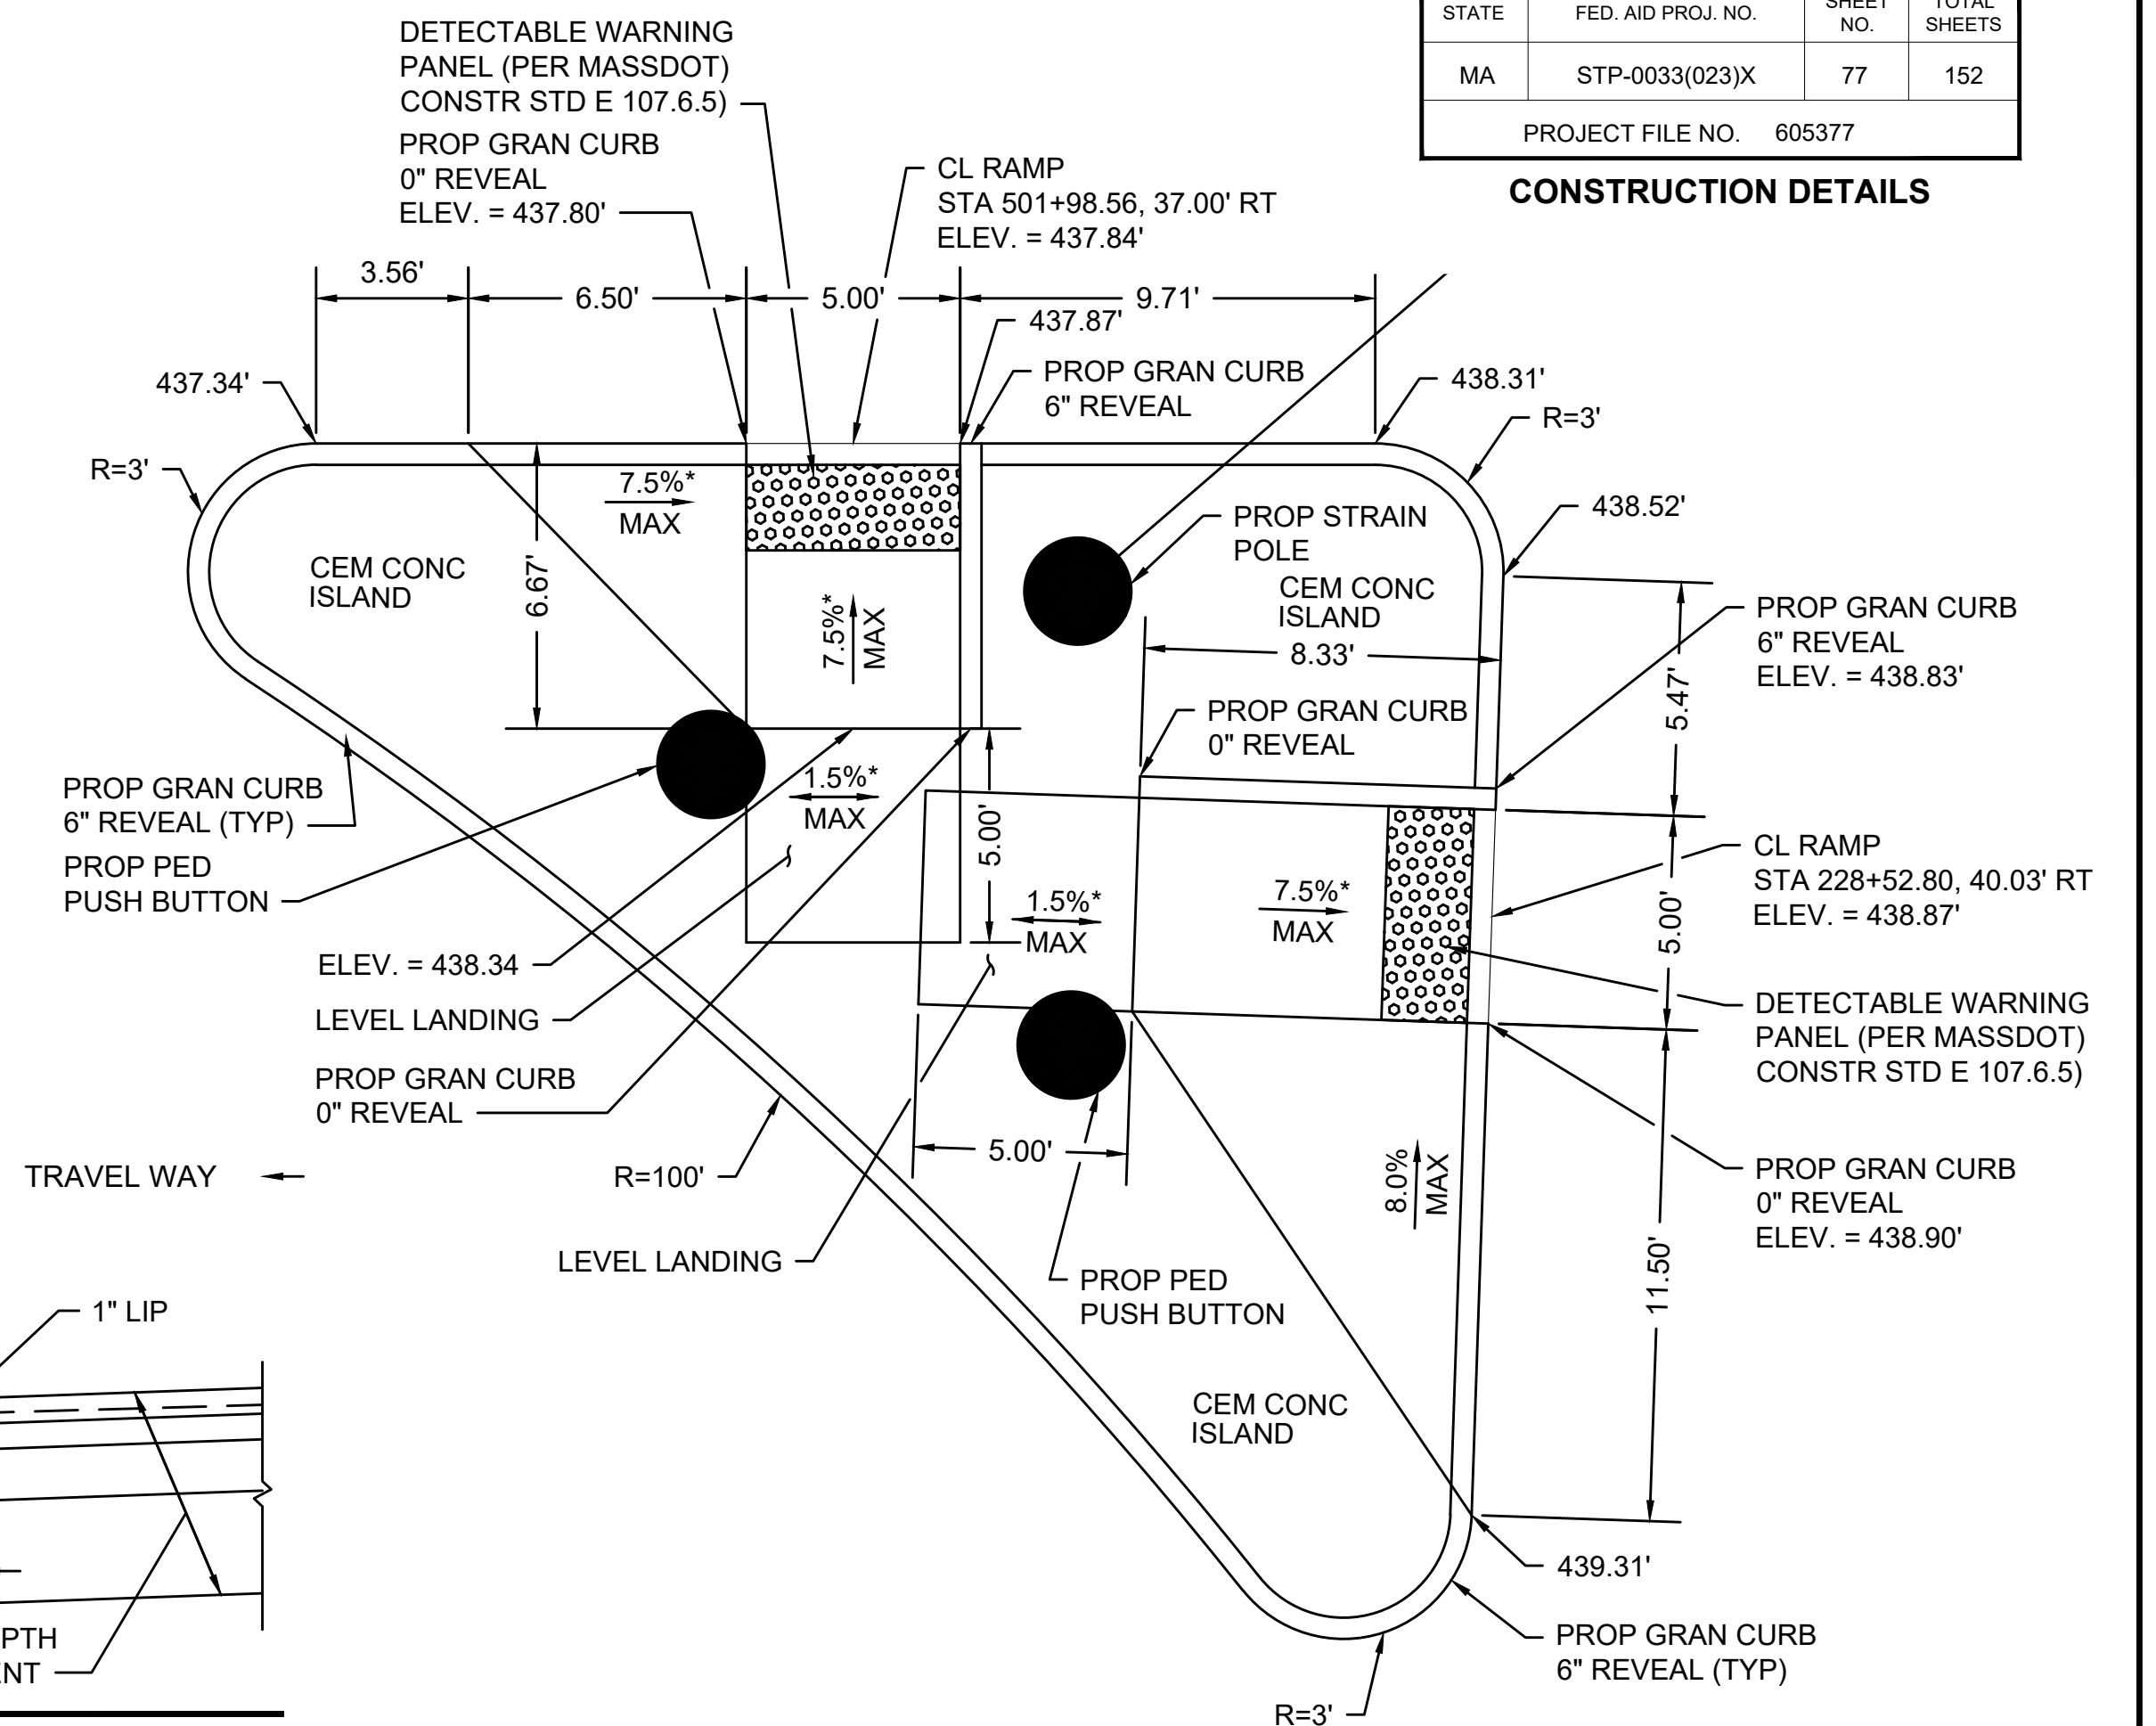 STATE FED. AID PROJ. NO. SHEET NO. TOTAL SHEETS
MA STP-0033(023)X 77 152
PROJECT FILE NO. 605377
CONSTRUCTION DETAILS
DETECTABLE WARNING
PANEL (PER MASSDOT)
CONSTR STD E 107.6.5)
PROP GRAN CURB
0" REVEAL
ELEV. = 437.80'
CL RAMP
STA 501+98.56, 37.00' RT
ELEV. = 437.84'
3.56'
6.50'
5.00'
9.71'
437.87'
437.34'
PROP GRAN CURB
6" REVEAL
438.31'
R=3'
R=3'
7.5%*
MAX
438.52'
PROP STRAIN
POLE
CEM CONC
ISLAND
6.67'
7.5%*
MAX
CEM CONC
ISLAND
8.33'
PROP GRAN CURB
6" REVEAL
ELEV. = 438.83'
5.47'
PROP GRAN CURB
0" REVEAL
PROP GRAN CURB
6" REVEAL (TYP)
PROP PED
PUSH BUTTON
1.5%*
MAX
5.00'
CL RAMP
STA 228+52.80, 40.03' RT
ELEV. = 438.87'
1.5%*
MAX
7.5%*
MAX
5.00'
ELEV. = 438.34
LEVEL LANDING
PROP GRAN CURB
0" REVEAL
DETECTABLE WARNING
PANEL (PER MASSDOT)
CONSTR STD E 107.6.5)
5.00'
R=100'
TRAVEL WAY
8.0%
MAX
PROP GRAN CURB
0" REVEAL
ELEV. = 438.90'
LEVEL LANDING
PROP PED
PUSH BUTTON
11.50'
1" LIP
CEM CONC
ISLAND
439.31'
PROP GRAN CURB
6" REVEAL (TYP)
R=3'
PTH
ENT